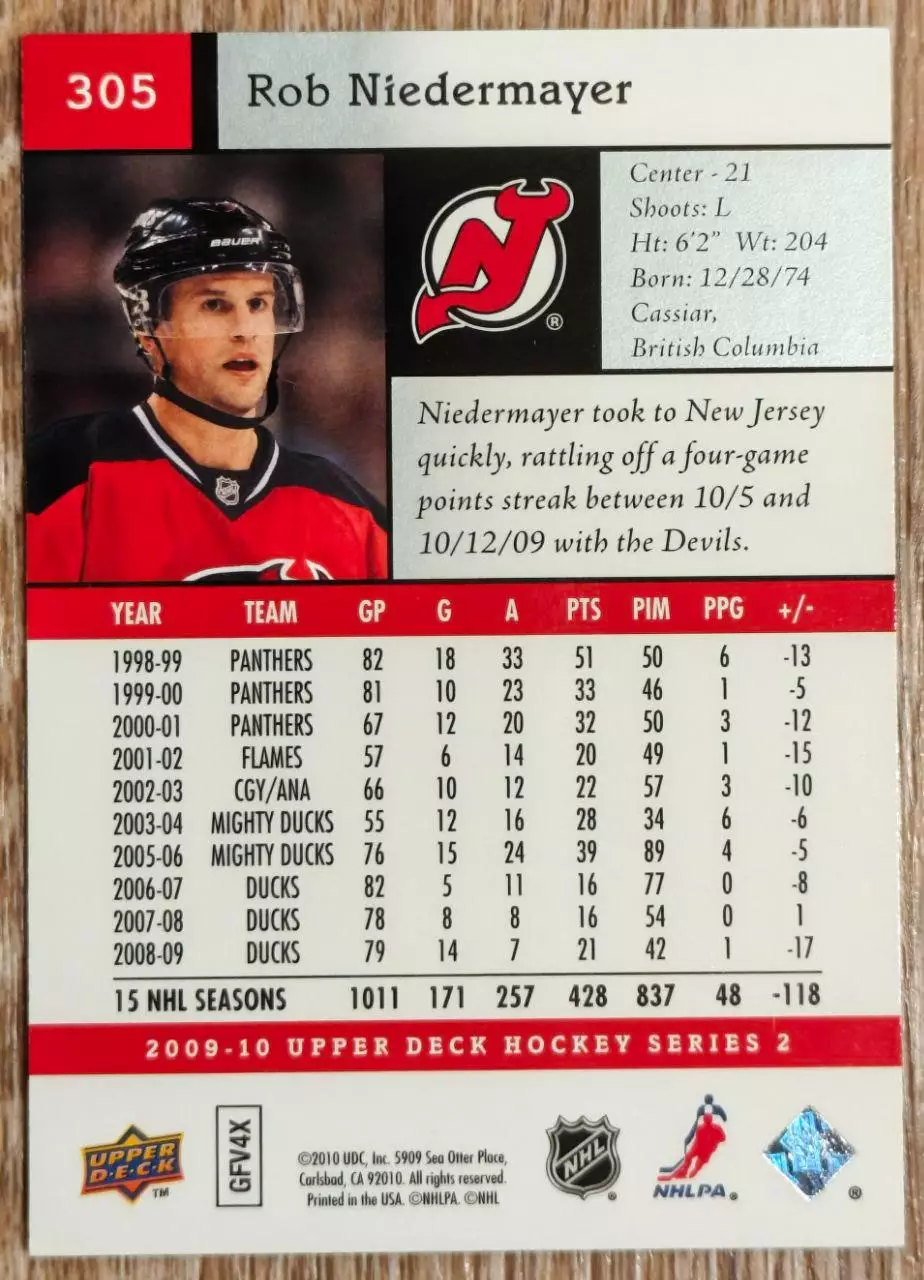 305
Rob Niedermayer
BAUER
NJ
®
Center - 21
Shoots: L
Ht: 6'2" Wt: 204
Born: 12/28/74
Cassiar,
British Columbia
NHL
Niedermayer took to New Jersey
quickly, rattling off a four-game
points streak between 10/5 and
10/12/09 with the Devils.
YEAR TEAM GP G A PTS PIM PPG +/-
1998-99 PANTHERS 82 18 33 51 50 6 -13
1999-00 PANTHERS 81 10 23 33 46 1 -5
2000-01 PANTHERS 67 12 20 32 50 3 -12
2001-02 FLAMES 57 6 14 20 49 1 -15
2002-03 CGY/ANA 66 10 12 22 57 3 -10
2003-04 MIGHTY DUCKS 55 12 16 28 34 6 -6
2005-06 MIGHTY DUCKS 76 15 24 39 89 4 -5
2006-07 DUCKS 82 5 11 16 77 0 -8
2007-08 DUCKS 78 8 8 16 54 0 1
2008-09 DUCKS 79 14 7 21 42 1 -17
15 NHL SEASONS 1011 171 257 428 837 48 -118
2009-10 UPPER DECK HOCKEY SERIES 2
UPPER
D·E·C·K
TM
GFV4X
©2010 UDC, Inc. 5909 Sea Otter Place,
Carlsbad, CA 92010. All rights reserved.
Printed in the USA. ©NHLPA. ©NHL
NHL
®
NHLPA®
®